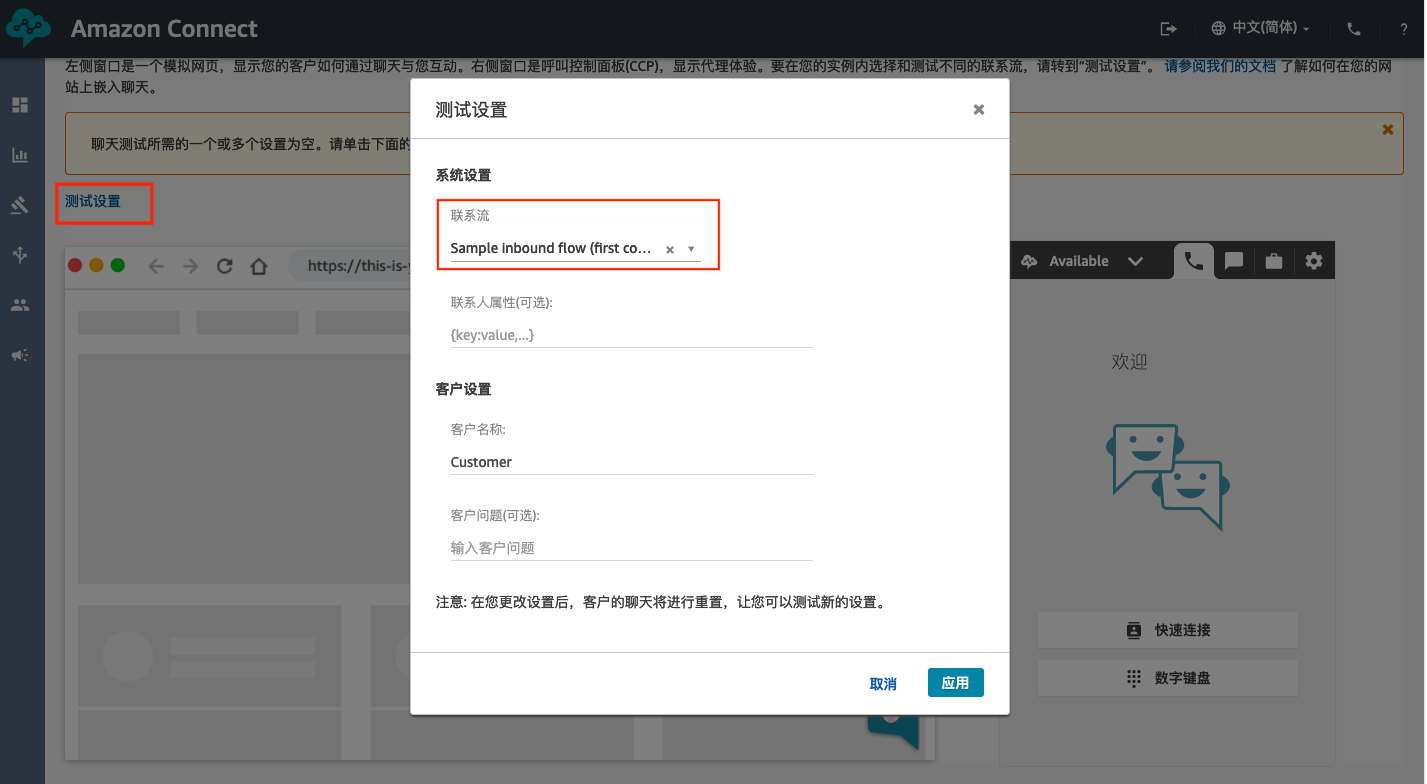 Amazon Connect
中文(简体)
?
左侧窗口是一个模拟网页，显示您的客户如何通过聊天与您互动。右侧窗口是呼叫控制面板(CCP)，显示代理体验。要在您的实例内选择和测试不同的联系流，请转到“测试设置”。 请参阅我们的文档 了解如何在您的网
站上嵌入聊天。
聊天测试所需的一个或多个设置为空。请单击下面的
测试设置
https://this-is-y
测试设置
系统设置
联系流
Sample inbound flow (first co...
联系人属性(可选):
{key:value,...}
客户设置
客户名称:
Customer
客户问题(可选):
输入客户问题
注意: 在您更改设置后，客户的聊天将进行重置，让您可以测试新的设置。
取消
应用
Available
欢迎
快速连接
数字键盘